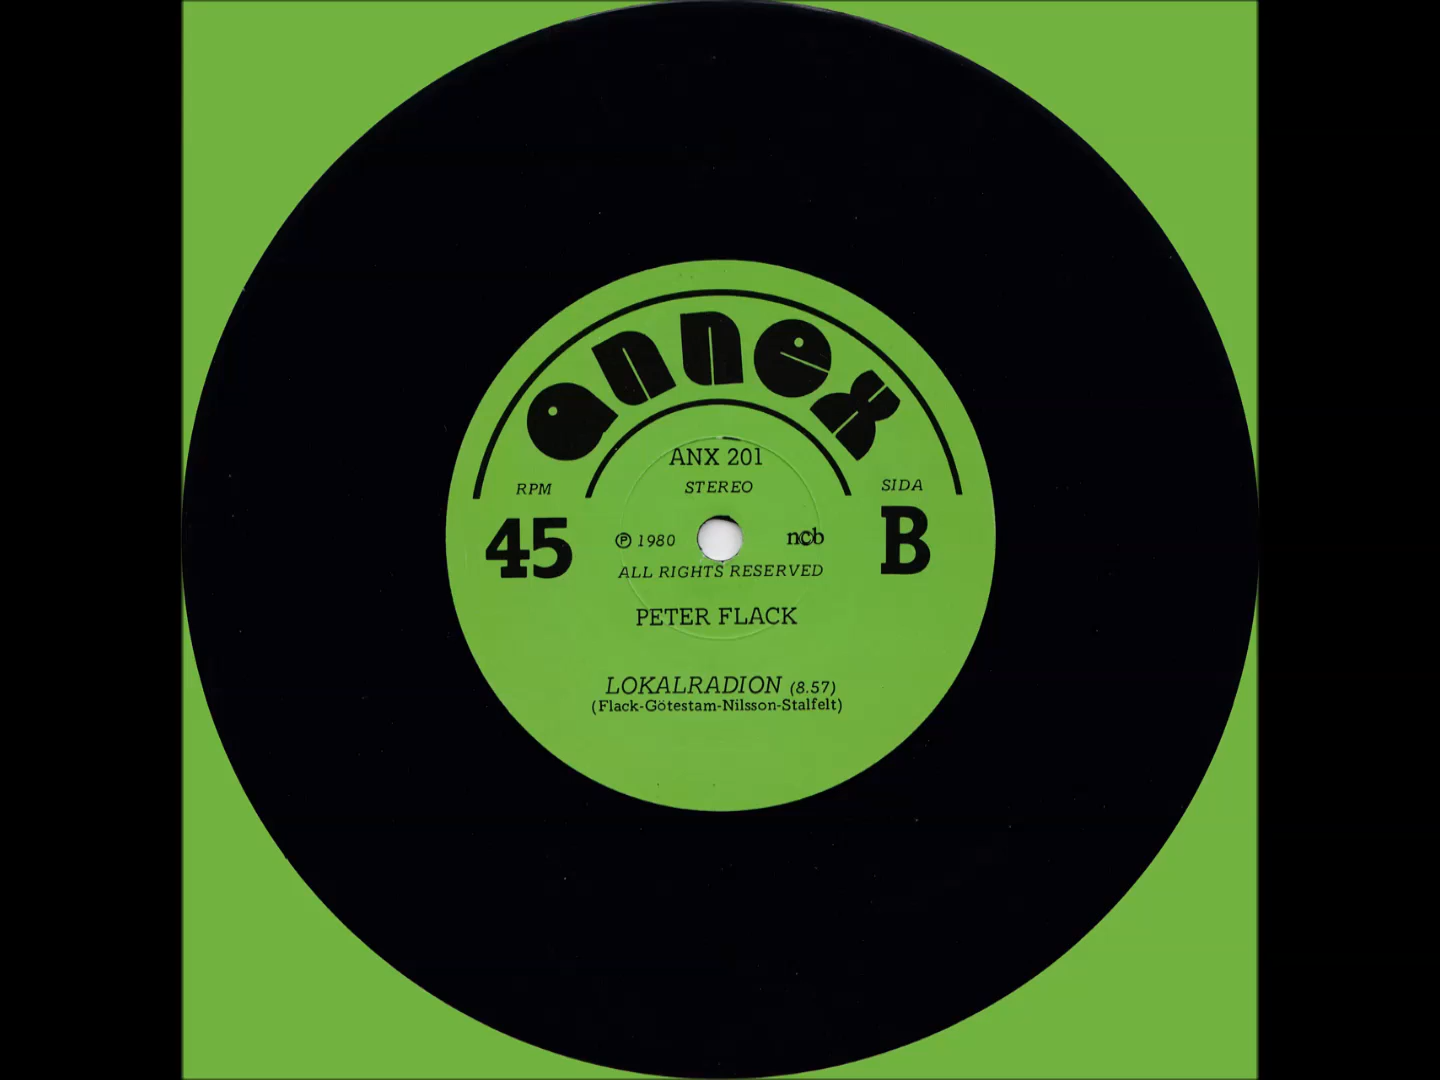 annex
ANX 201
STEREO
RPM
45
SIDA
B
Ⓟ 1980
ncb
ALL RIGHTS RESERVED
PETER FLACK
LOKALRADION (8.57)
(Flack-Götestam-Nilsson-Stalfelt)